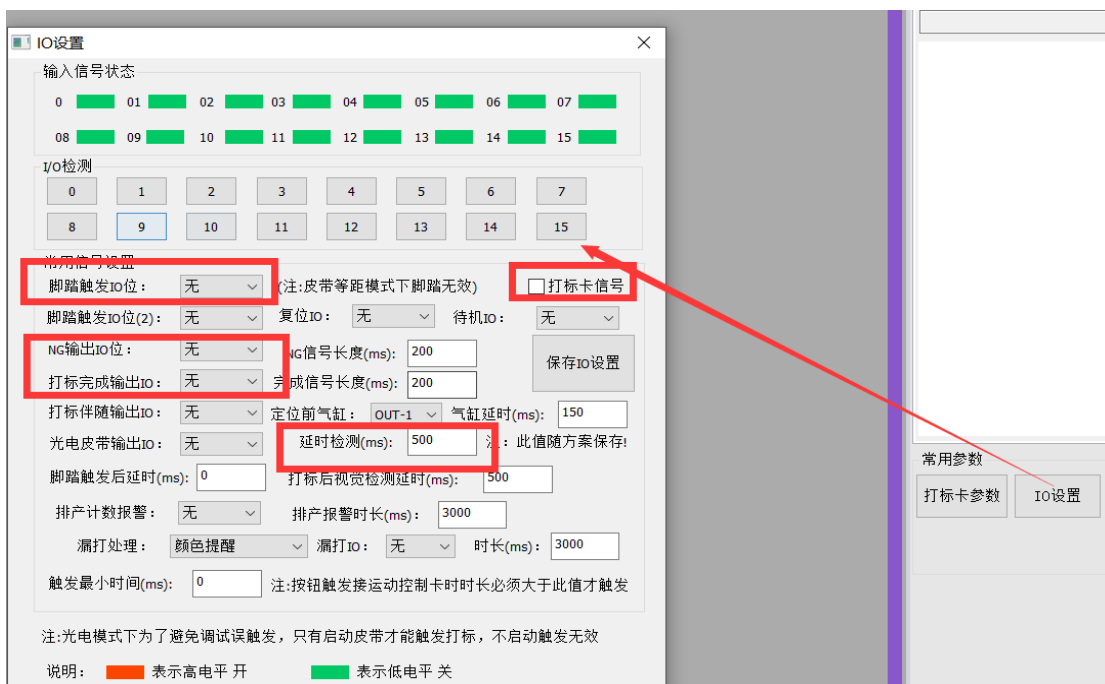 IO设置
输入信号状态
0 01 02 03 04 05 06 07
08 09 10 11 12 13 14 15
I/O检测
0 1 2 3 4 5 6 7
8 9 10 11 12 13 14 15
常用信号设置
脚踏触发IO位： 无 (注:皮带等距模式下脚踏无效) 打标卡信号
脚踏触发IO位(2): 无 复位IO: 无 待机IO: 无
NG输出IO位: 无 NG信号长度(ms): 200 保存IO设置
打标完成输出IO: 无 完成信号长度(ms): 200
打标伴随输出IO: 无 定位前气缸: OUT-1 气缸延时(ms): 150
光电皮带输出IO: 无 延时检测(ms): 500 注：此值随方案保存!
脚踏触发后延时(ms): 0 打标后视觉检测延时(ms): 500
排产计数报警： 无 排产报警时长(ms): 3000
漏打处理： 颜色提醒 漏打IO: 无 时长(ms): 3000
触发最小时间(ms): 0 注:按钮触发接运动控制卡时时长必须大于此值才触发
注:光电模式下为了避免调试误触发，只有启动皮带才能触发打标，不启动触发无效
说明： 表示高电平 开 表示低电平 关
常用参数
打标卡参数 IO设置